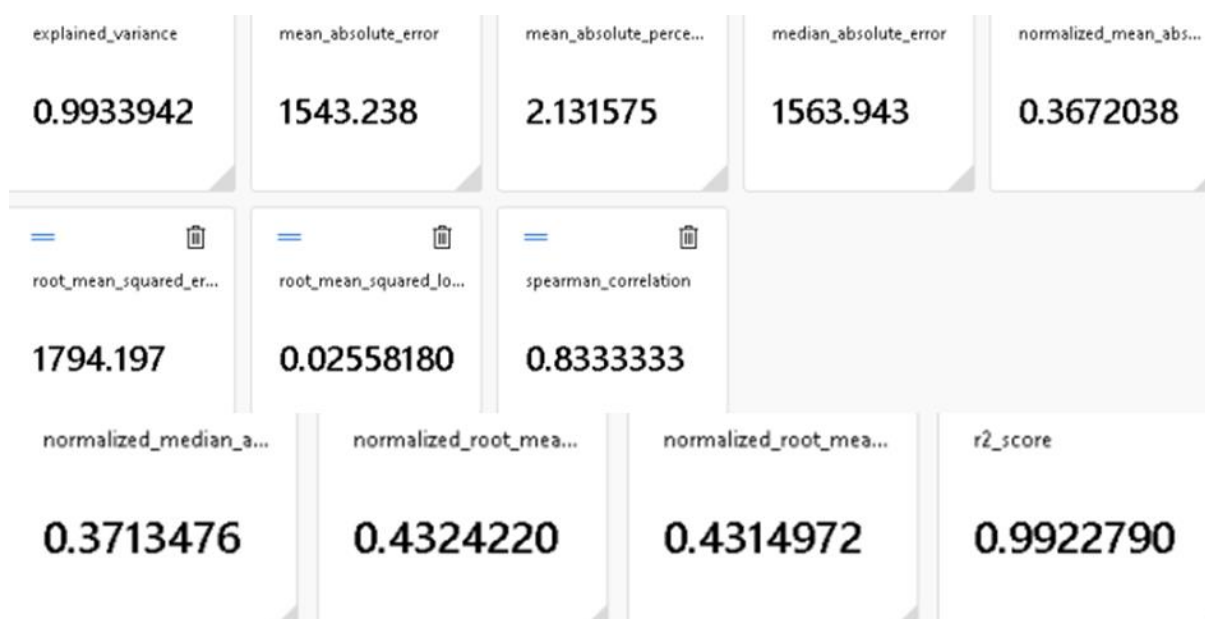 explained_variance mean_absolute_error mean_absolute_perce... median_absolute_error normalized_mean_abs...
0.9933942 1543.238 2.131575 1563.943 0.3672038
root_mean_squared_er... root_mean_squared_lo... spearman_correlation
1794.197 0.02558180 0.8333333
normalized_median_a... normalized_root_mea... normalized_root_mea... r2_score
0.3713476 0.4324220 0.4314972 0.9922790